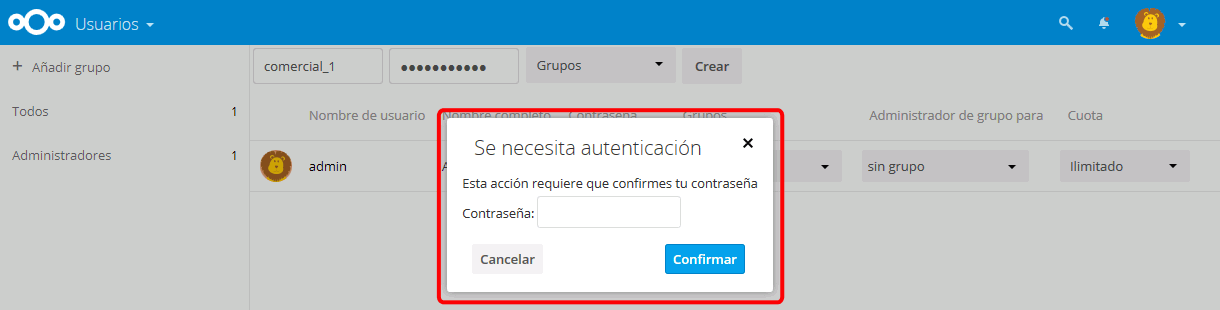 Usuarios
+ Añadir grupo
comercial_1
●●●●●●●●●●●
Grupos
Crear
Todos 1
Nombre de usuario Nombre completo Contraseña Grupos Administrador de grupo para Cuota
Administradores 1
admin
sin grupo
Ilimitado
Se necesita autenticación
Esta acción requiere que confirmes tu contraseña
Contraseña:
Cancelar
Confirmar